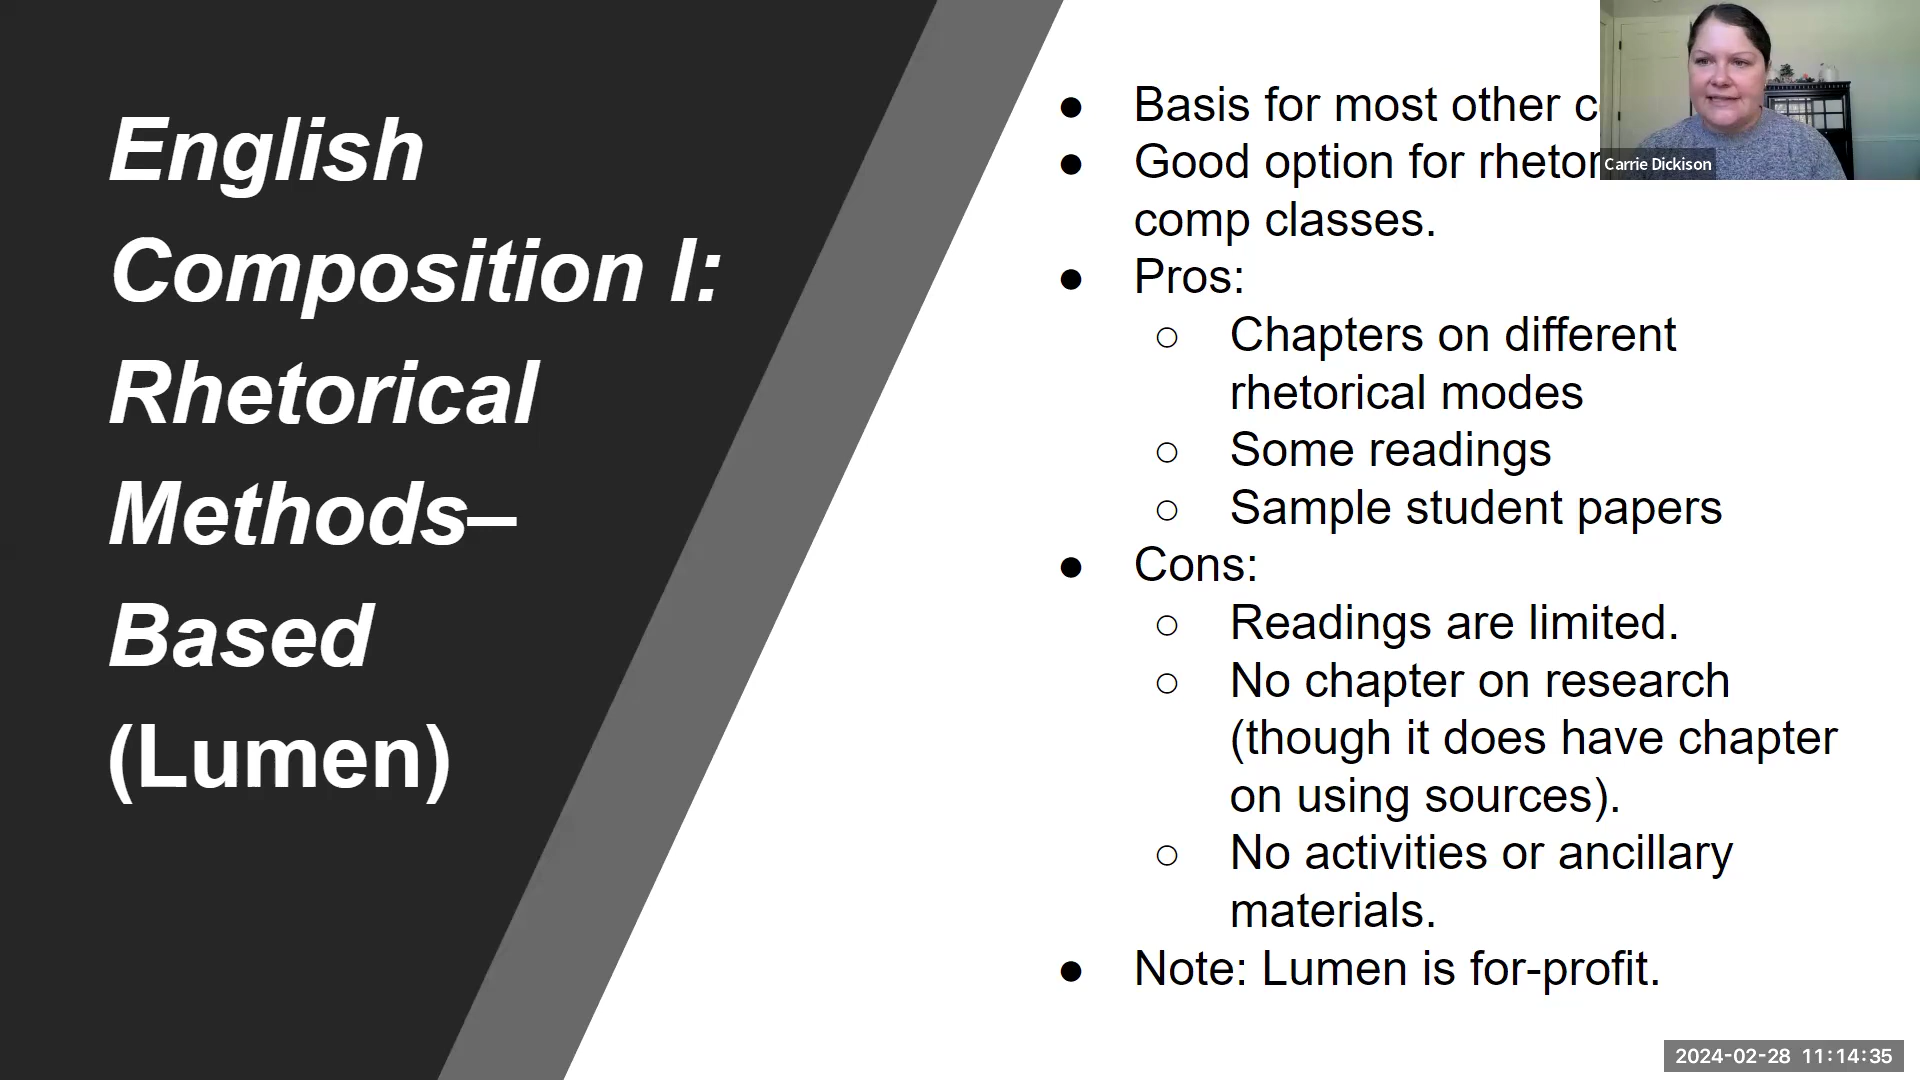 English
Composition I:
Rhetorical
Methods–
Based
(Lumen)
● Basis for most other
● Good option for
comp classes.
● Pros:
○ Chapters on different
rhetorical modes
○ Some readings
○ Sample student papers
● Cons:
○ Readings are limited.
○ No chapter on research
(though it does have chapter
on using sources).
○ No activities or ancillary
materials.
● Note: Lumen is for-profit.
Carrie Dickison
2024-02-28 11:14:35